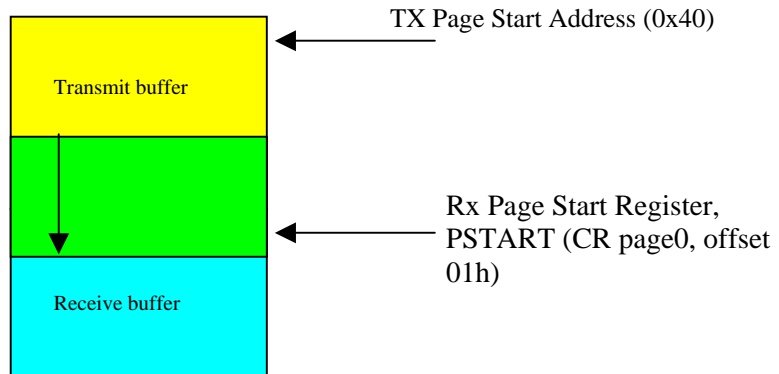 TX Page Start Address (0x40)
Transmit buffer
Rx Page Start Register,
PSTART (CR page0, offset
01h)
Receive buffer